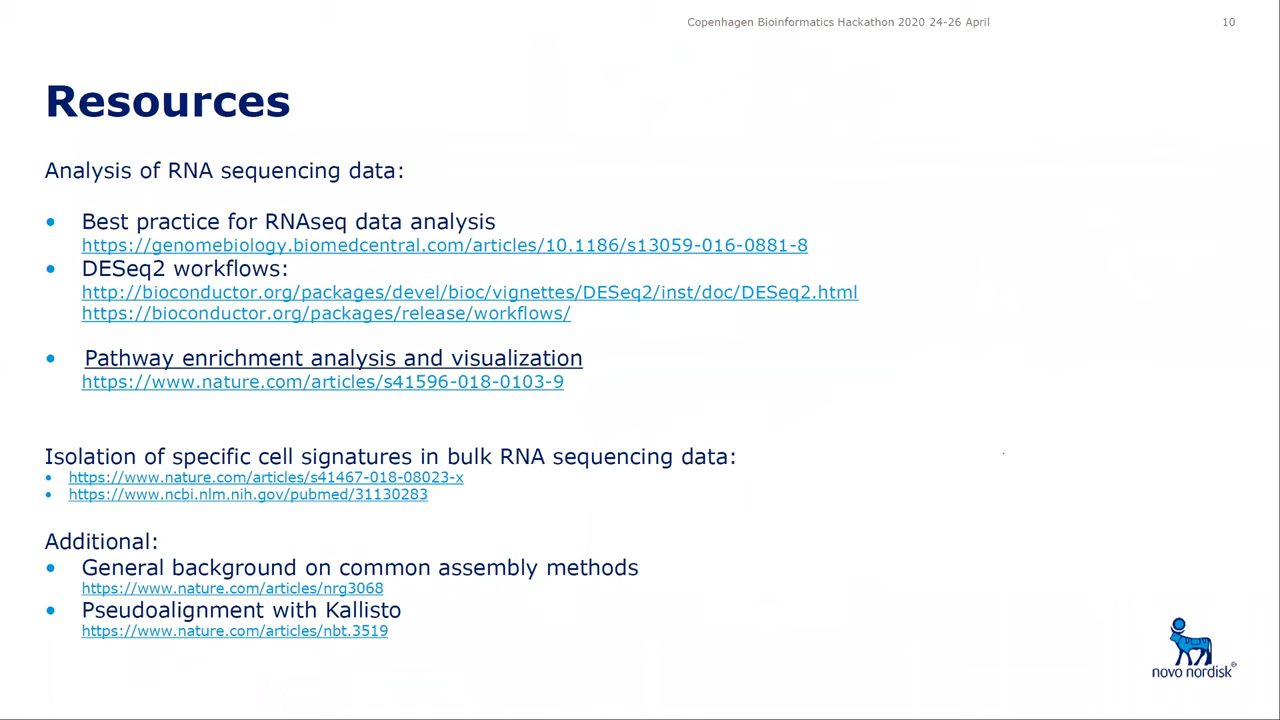 Copenhagen Bioinformatics Hackathon 2020 24-26 April 10
Resources
Analysis of RNA sequencing data:
• Best practice for RNAseq data analysis
https://genomebiology.biomedcentral.com/articles/10.1186/s13059-016-0881-8
• DESeq2 workflows:
http://bioconductor.org/packages/devel/bioc/vignettes/DESeq2/inst/doc/DESeq2.html
https://bioconductor.org/packages/release/workflows/
• Pathway enrichment analysis and visualization
https://www.nature.com/articles/s41596-018-0103-9
Isolation of specific cell signatures in bulk RNA sequencing data:
• https://www.nature.com/articles/s41467-018-08023-x
• https://www.ncbi.nlm.nih.gov/pubmed/31130283
Additional:
• General background on common assembly methods
https://www.nature.com/articles/nrg3068
• Pseudoalignment with Kallisto
https://www.nature.com/articles/nbt.3519
novo nordisk®